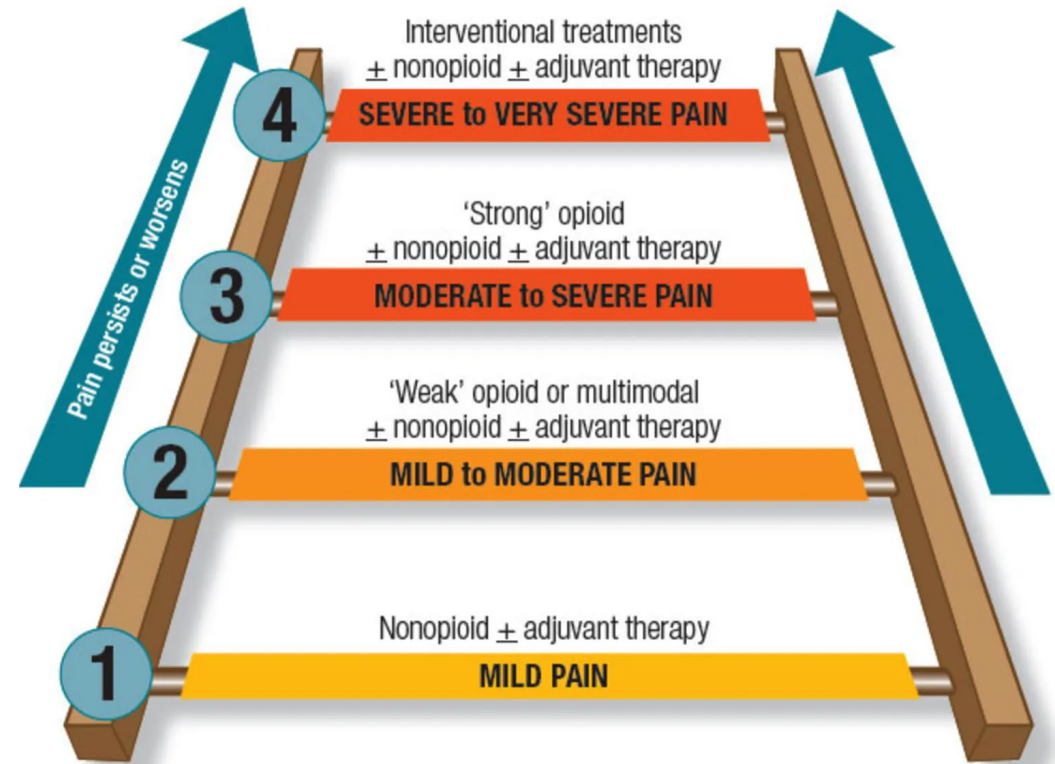 Interventional treatments
± nonopioid ± adjuvant therapy
4
SEVERE to VERY SEVERE PAIN
‘Strong’ opioid
± nonopioid ± adjuvant therapy
3
MODERATE to SEVERE PAIN
‘Weak’ opioid or multimodal
± nonopioid ± adjuvant therapy
2
MILD to MODERATE PAIN
Nonopioid ± adjuvant therapy
1
MILD PAIN
Pain persists or worsens